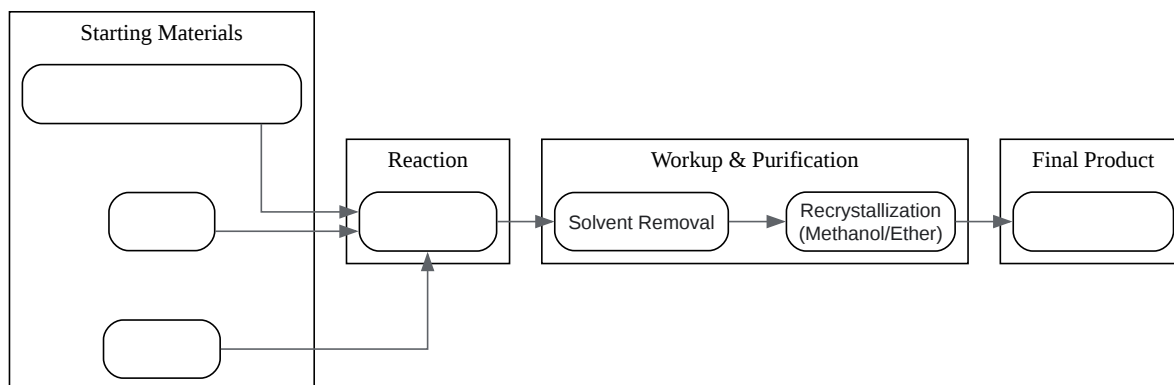 Starting Materials
Reaction
Workup & Purification
Final Product
Solvent Removal
Recrystallization
(Methanol/Ether)